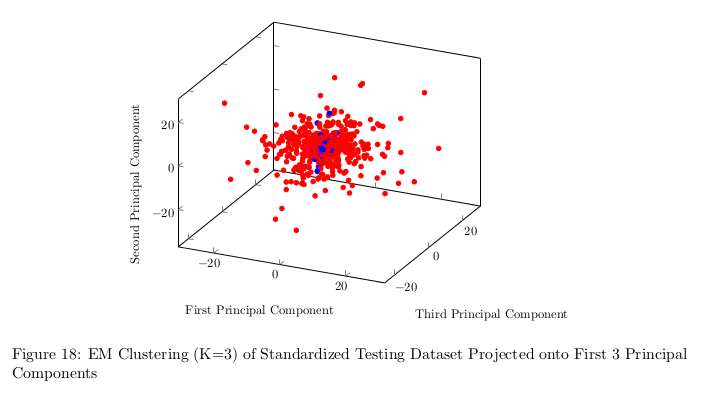 20
0
−20
Second Principal Component
−20
0
20
First Principal Component
−20
0
20
Third Principal Component
Figure 18: EM Clustering (K=3) of Standardized Testing Dataset Projected onto First 3 Principal
Components